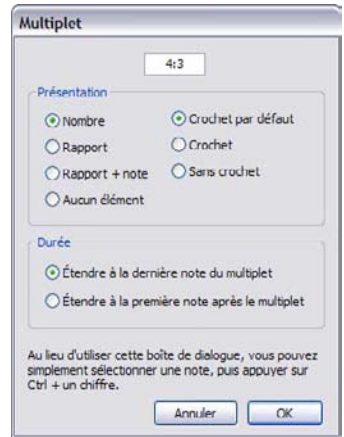 Multiplet
4:3
Présentation
Nombre
Crochet par défaut
Rapport
Crochet
Rapport + note
Sans crochet
Aucun élément
Durée
Étendre à la dernière note du multiplet
Étendre à la première note après le multiplet
Au lieu d'utiliser cette boîte de dialogue, vous pouvez
simplement sélectionner une note, puis appuyer sur
Ctrl + un chiffre.
Annuler
OK